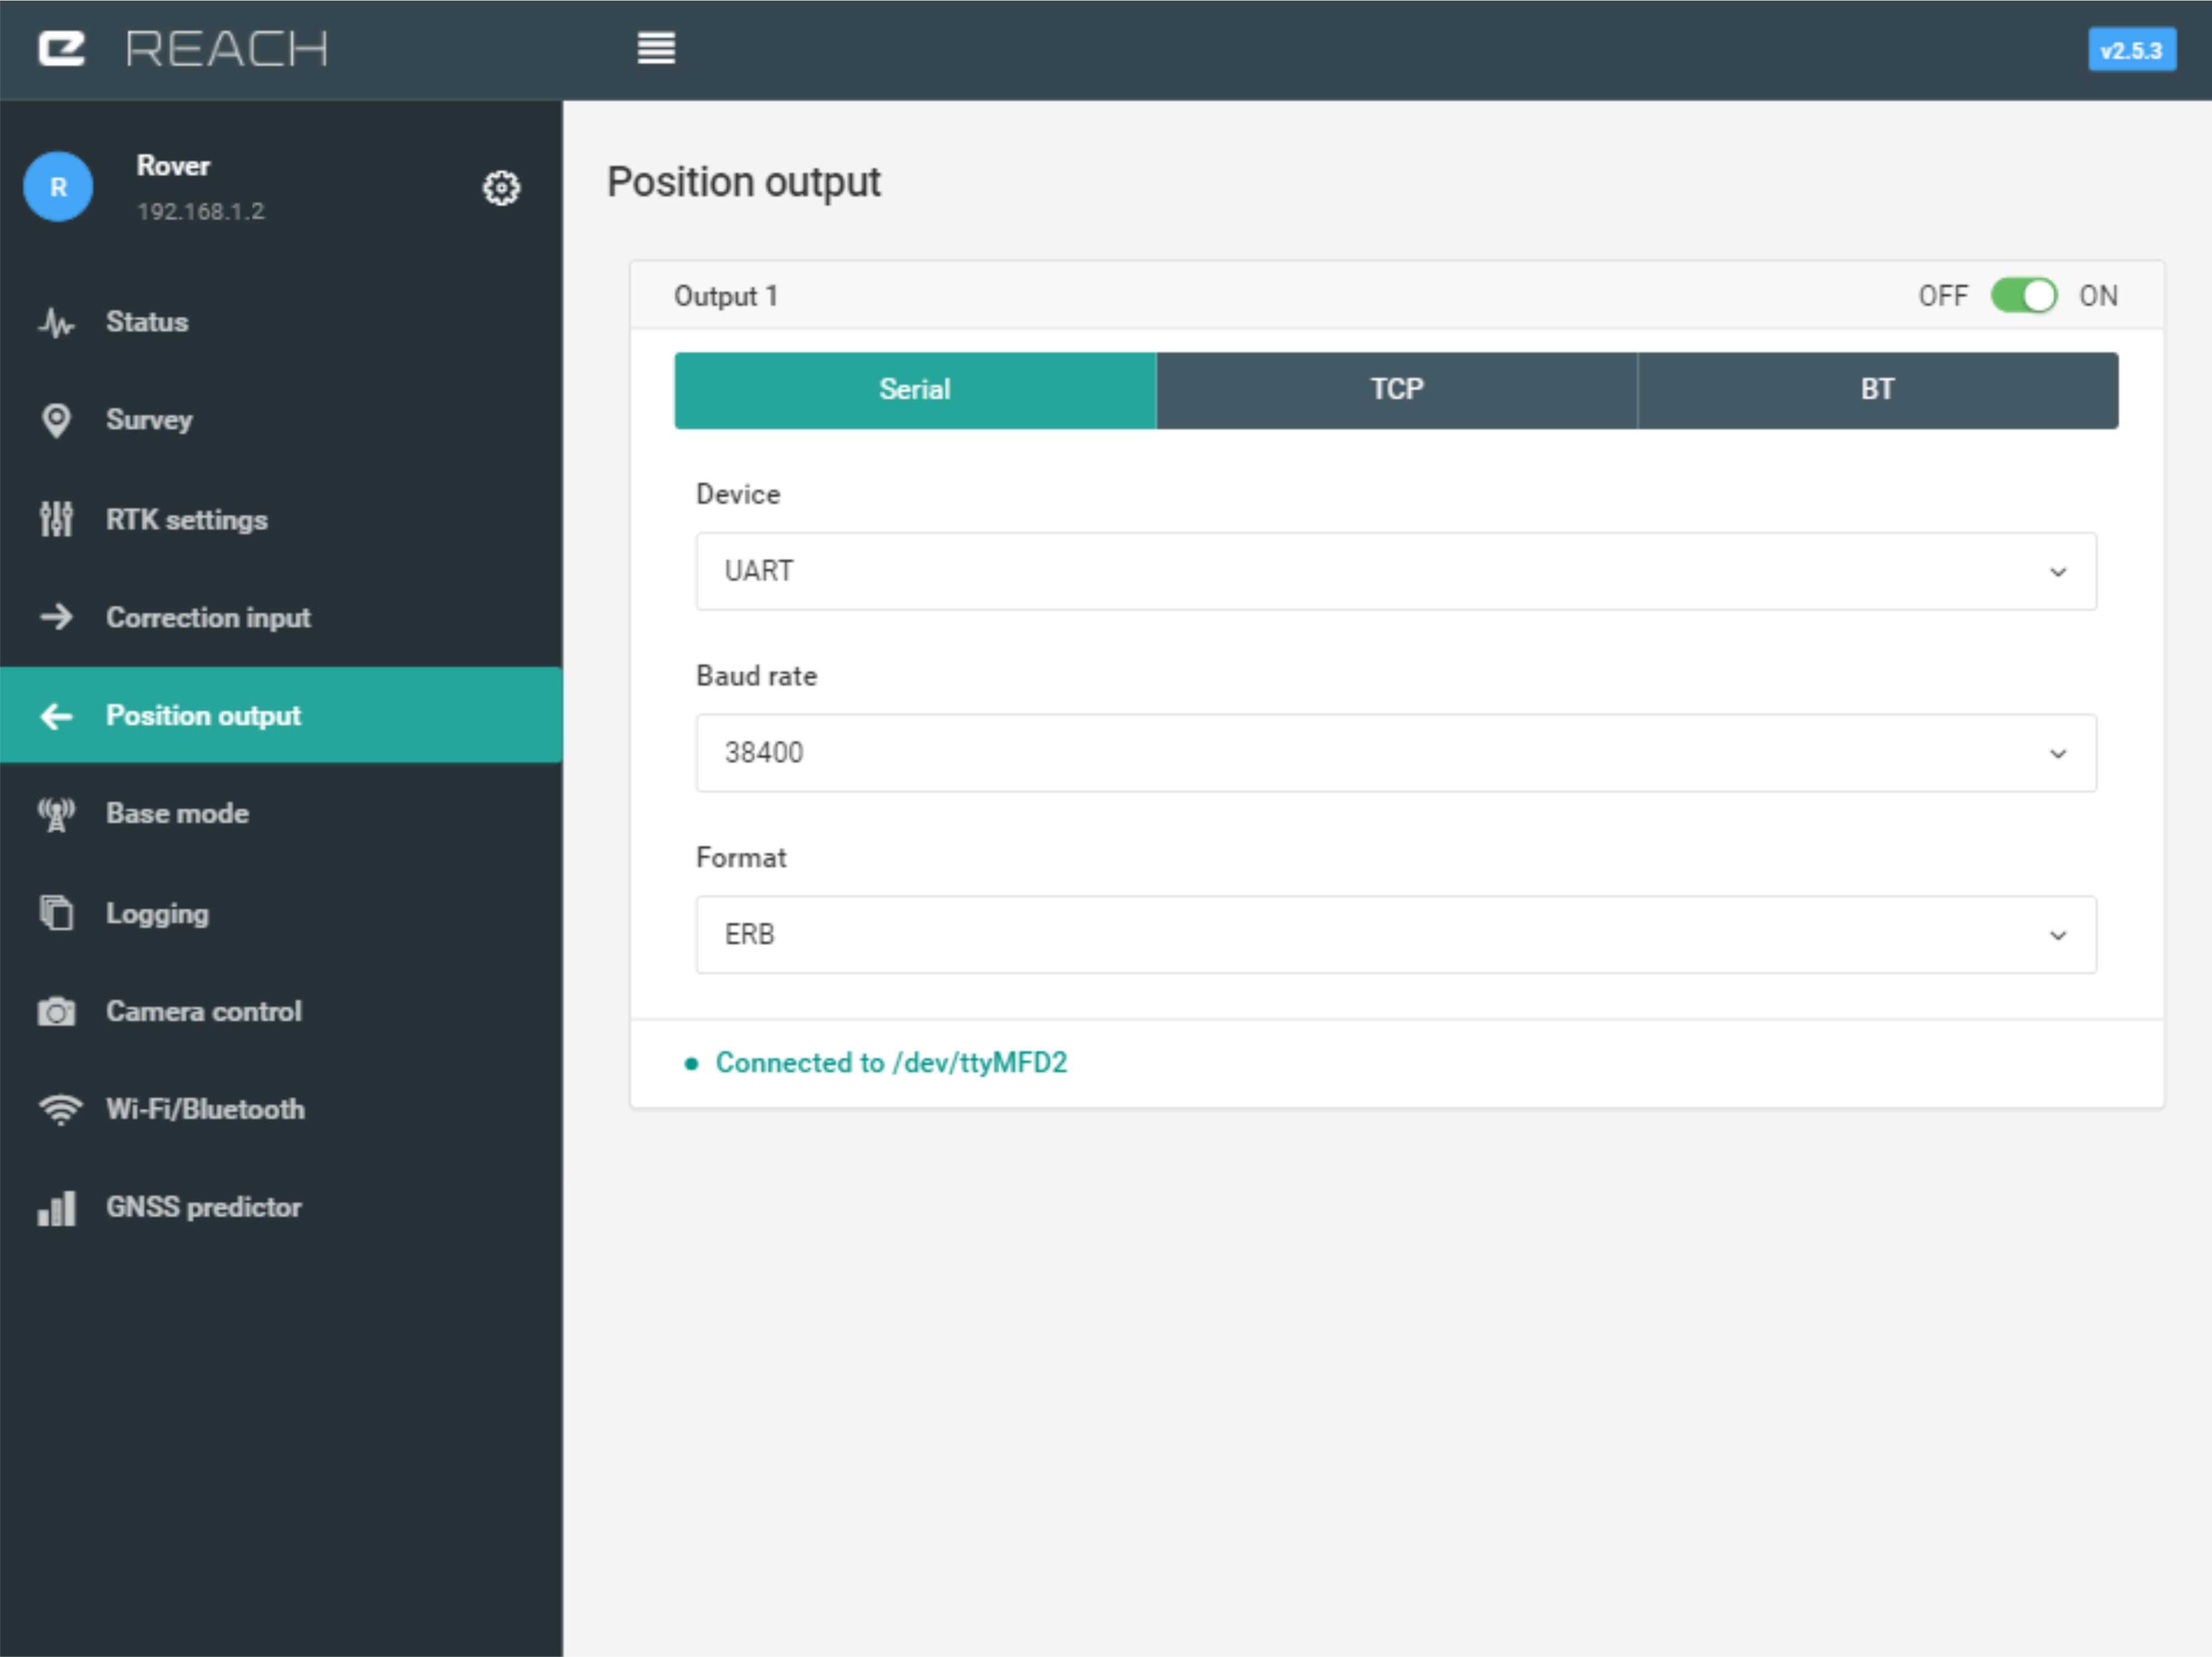 REACH
v2.5.3
R
Rover
192.168.1.2
Status
Survey
RTK settings
Correction input
Position output
Base mode
Logging
Camera control
Wi-Fi/Bluetooth
GNSS predictor
Position output
Output 1
OFF ON
Serial TCP BT
Device
UART
Baud rate
38400
Format
ERB
Connected to /dev/ttyMFD2